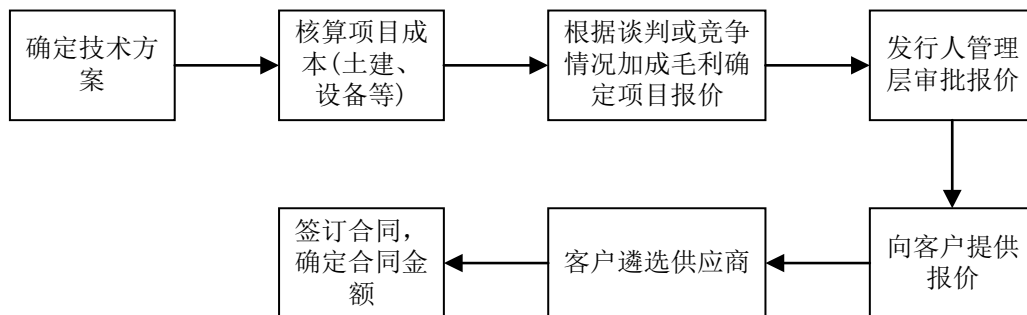 确定技术方
案
核算项目成
本(土建、
设备等)
根据谈判或竞争
情况加成毛利确
定项目报价
发行人管理
层审批报价
向客户提供
报价
客户遴选供应商
签订合同，
确定合同金
额